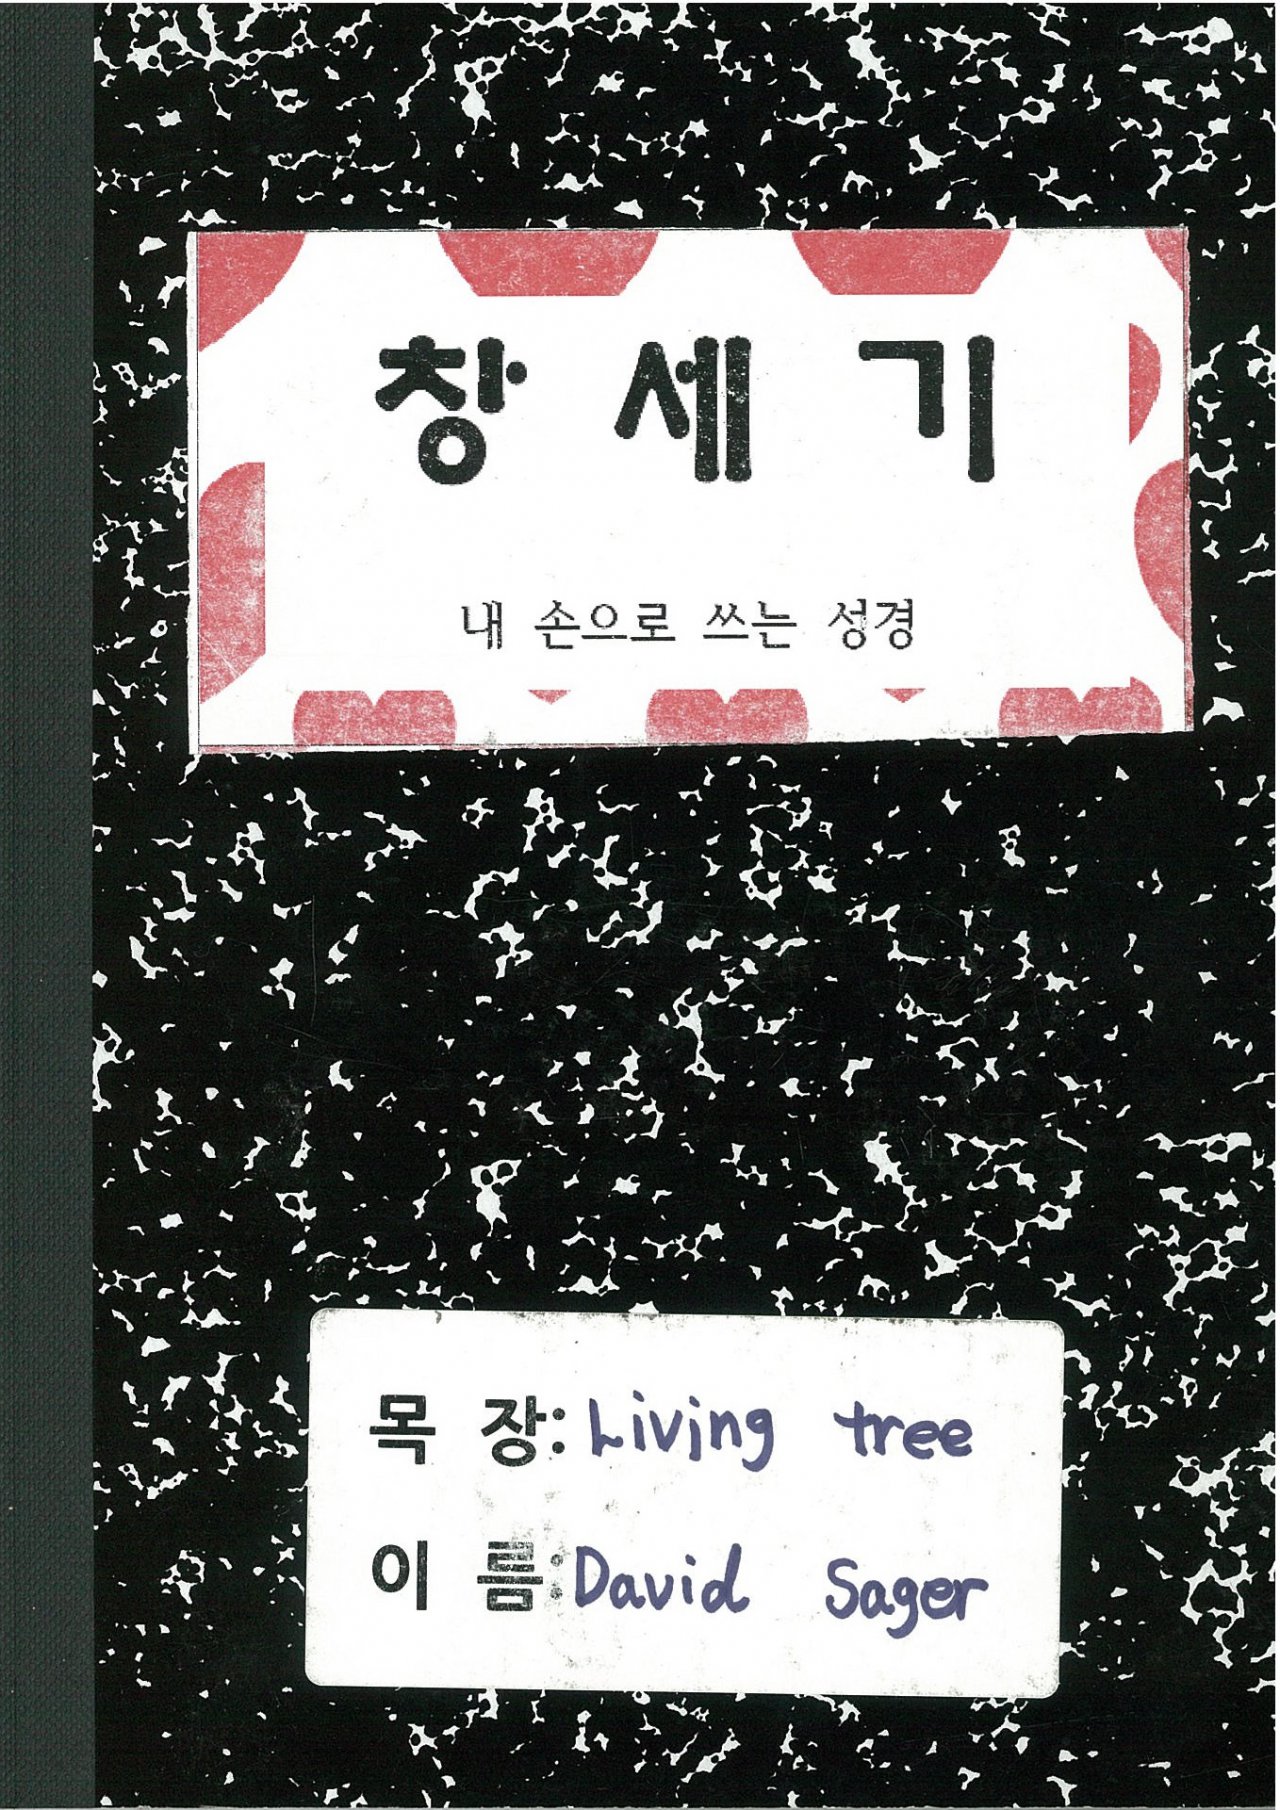 창세기
내 손으로 쓰는 성경
목 장: Living tree
이 름: David Sager